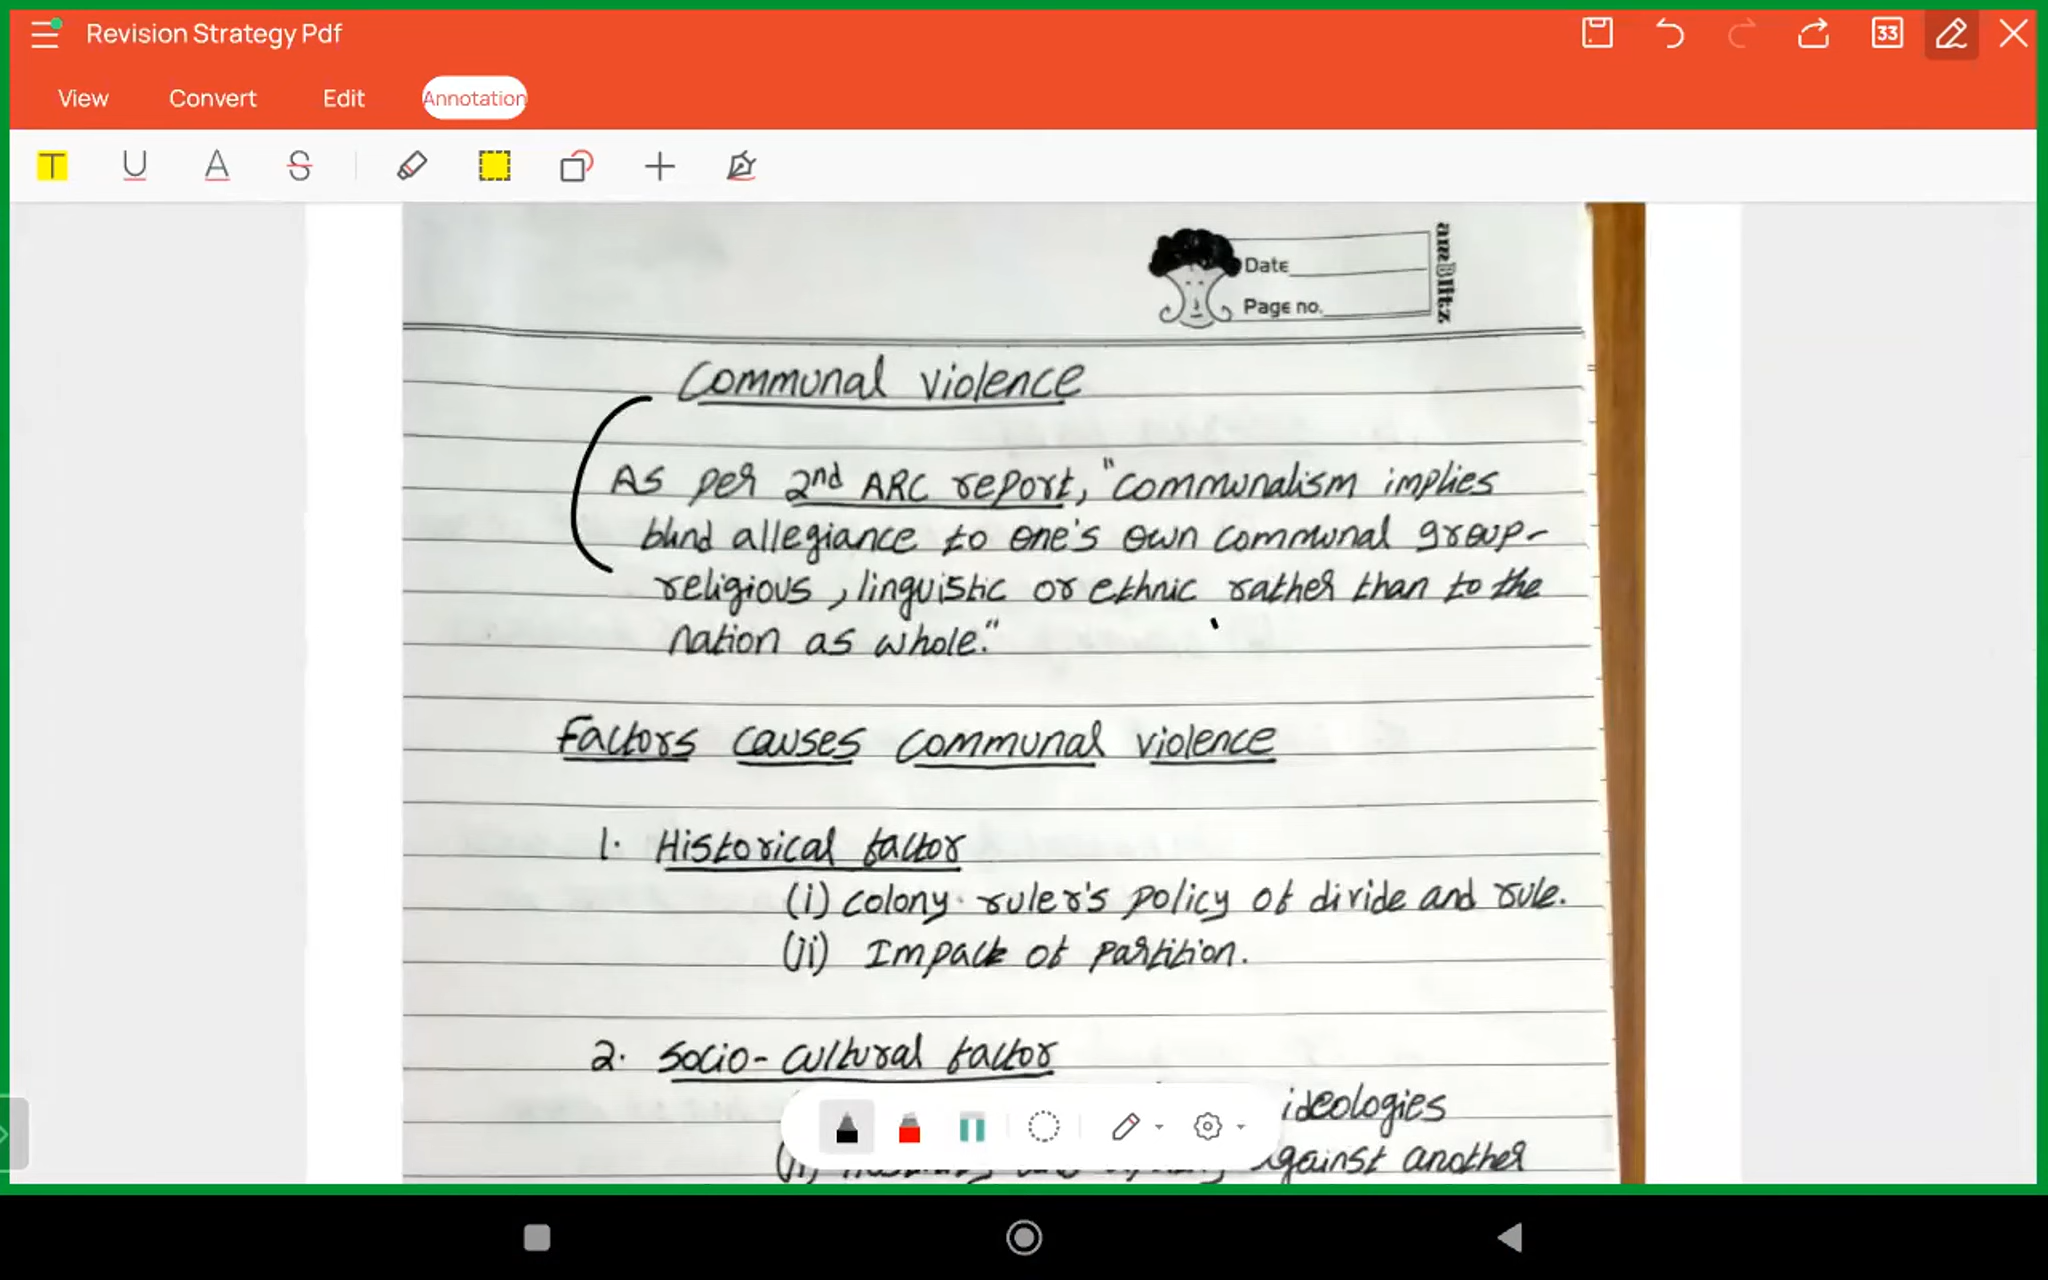 Revision Strategy Pdf
33
View Convert Edit Annotation
T U A S
Date
Page no.
Communal violence
As per 2nd ARC report, "communalism implies
blind allegiance to one's own communal group-
religious, linguistic or ethnic rather than to the
nation as whole."
Factors causes communal violence
1. Historical factor
(i) colony ruler's policy of divide and rule.
(ii) Impact of partition.
2. Socio-cultural factor
ideologies
against another